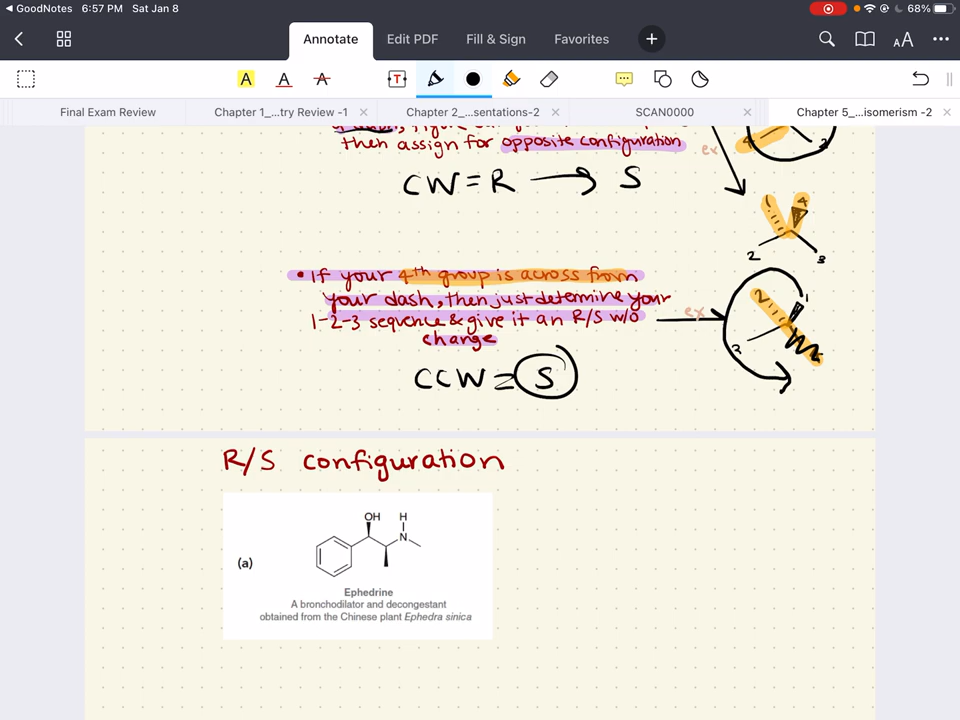 GoodNotes 6:57 PM Sat Jan 8 68%
Annotate Edit PDF Fill & Sign Favorites
A A A T AA
Final Exam Review Chapter 1_...try Review -1 Chapter 2_...sentations-2 SCAN0000 Chapter 5_...isomerism -2
then assign for opposite configuration ex
CW = R → S
1 4
2 3
• If your 4th group is across from
your dash, then just determine your
1-2-3 sequence & give it an R/S w/o ex
change
CCW = S
R/S configuration
OH H
N
(a)
Ephedrine
A bronchodilator and decongestant
obtained from the Chinese plant Ephedra sinica